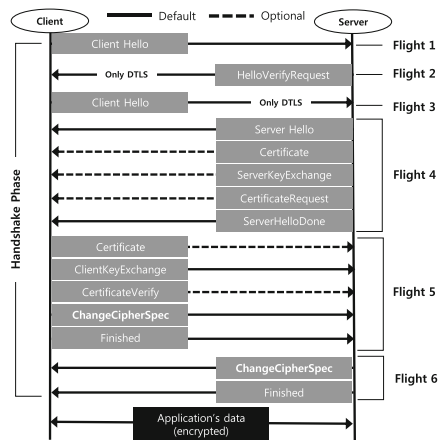 Client
Default
Optional
Server
Client Hello
Flight 1
Only DTLS
HelloVerifyRequest
Flight 2
Client Hello
Only DTLS
Flight 3
Server Hello
Certificate
ServerKeyExchange
CertificateRequest
ServerHelloDone
Flight 4
Handshake Phase
Certificate
ClientKeyExchange
CertificateVerify
ChangeCipherSpec
Finished
Flight 5
ChangeCipherSpec
Finished
Flight 6
Application's data
(encrypted)